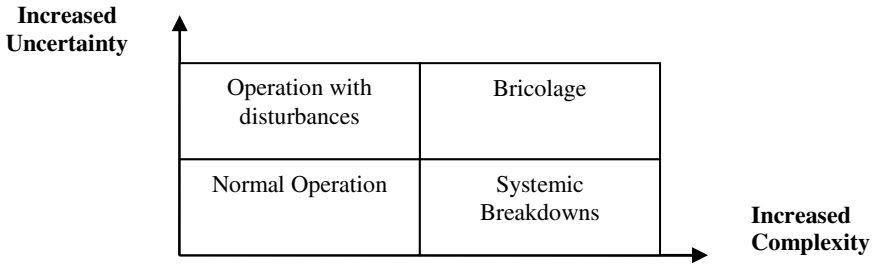 Increased
Uncertainty
Operation with
disturbances
Bricolage
Normal Operation
Systemic
Breakdowns
Increased
Complexity